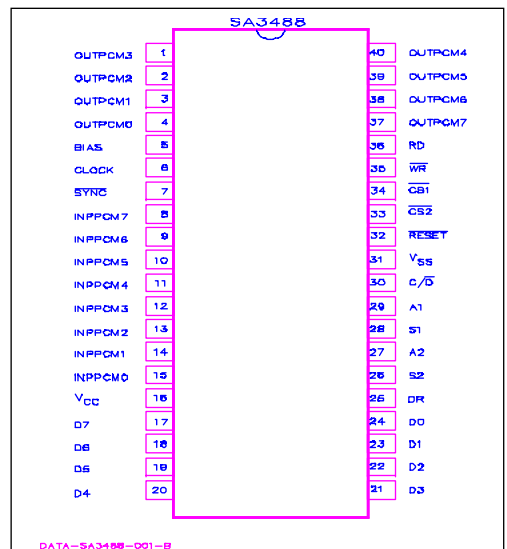 SA3488
OUTPCM3 1 40 OUTPCM4
OUTPCM2 2 39 OUTPCM5
OUTPCM1 3 38 OUTPCM6
OUTPCM0 4 37 OUTPCM7
BIAS 5 36 RD
CLOCK 6 35 WR
SYNC 7 34 CS1
INPPCM7 8 33 CS2
INPPCM6 9 32 RESET
INPPCM5 10 31 VSS
INPPCM4 11 30 C/D
INPPCM3 12 29 A1
INPPCM2 13 28 S1
INPPCM1 14 27 A2
INPPCM0 15 26 S2
VCC 16 25 DR
D7 17 24 D0
D6 18 23 D1
D5 19 22 D2
D4 20 21 D3
DATA-SA3488-001-B